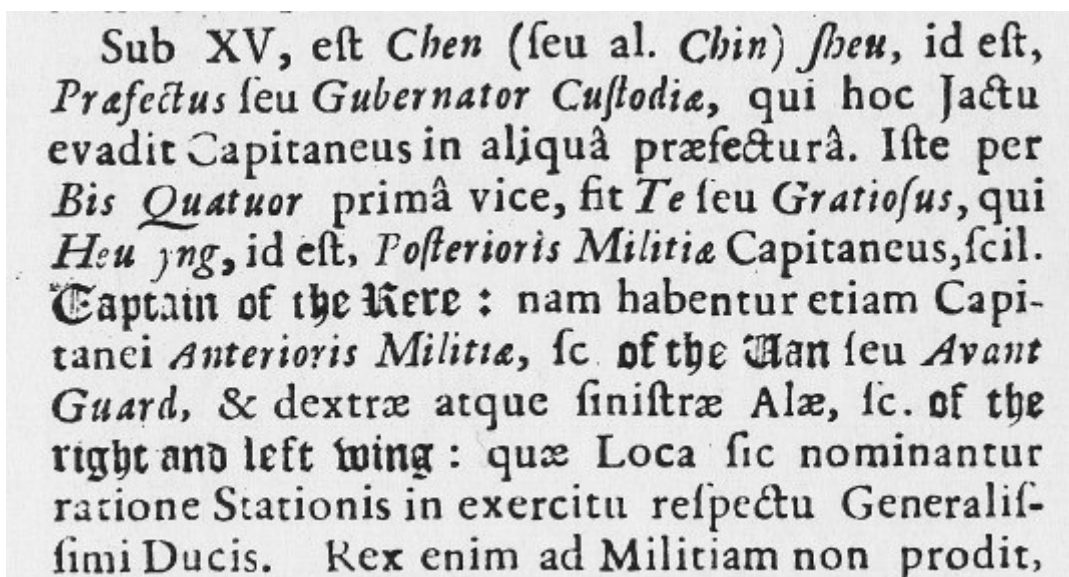 Sub XV, eſt Chen (ſeu al. Chin) ſheu, id eſt,
Præfectus ſeu Gubernator Cuſtodiæ, qui hoc Jactu
evadit Capitaneus in aliquâ præfecturâ. Iſte per
Bis Quatuor primâ vice, fit Te ſeu Gratioſus, qui
Heu yng, id eſt, Poſterioris Militiæ Capitaneus, ſcil.
Captain of the Rere : nam habentur etiam Capi-
tanei Anterioris Militiæ, ſc of the Uan ſeu Avant
Guard, & dextræ atque ſiniſtræ Alæ, ſc. of the
right and left wing : quæ Loca ſic nominantur
ratione Stationis in exercitu reſpectu Generaliſ-
ſimi Ducis. Rex enim ad Militiam non prodit,